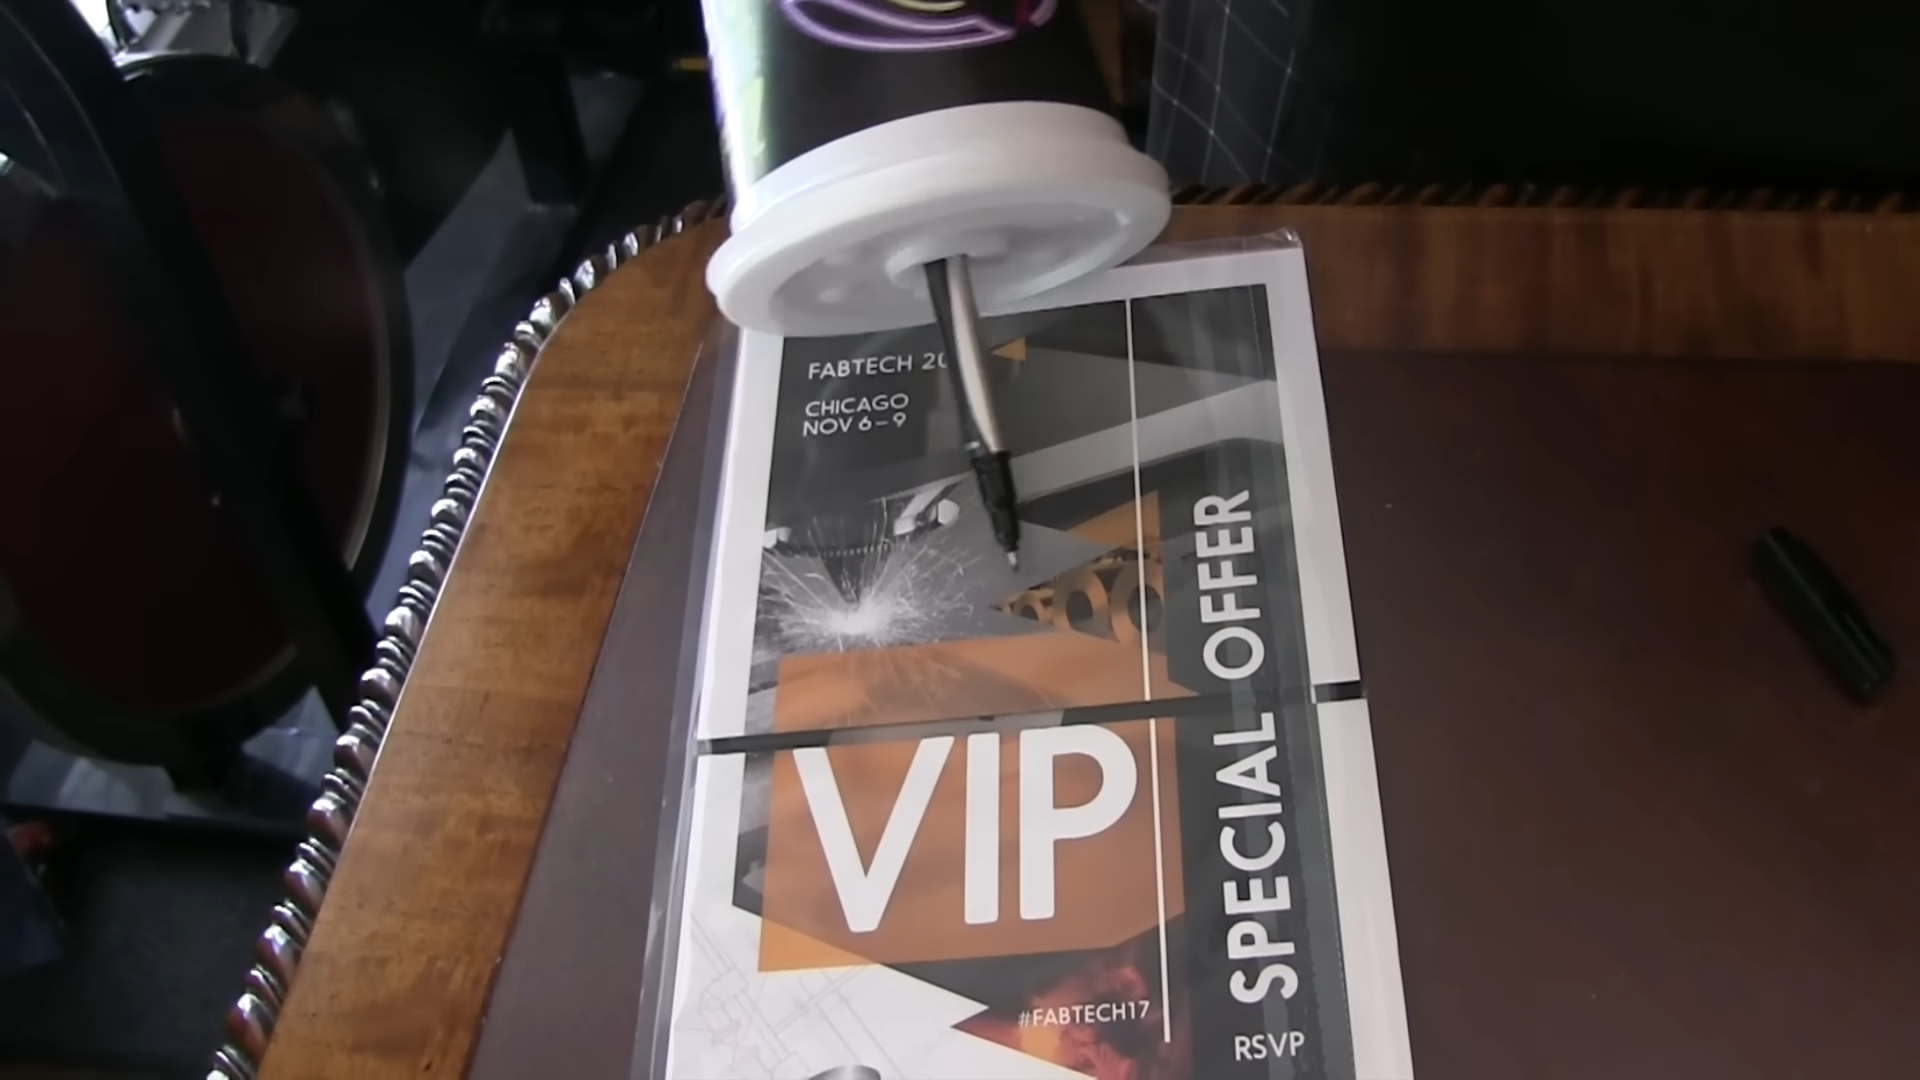 FABTECH 20
CHICAGO
NOV 6–9
VIP
#FABTECH17
SPECIAL OFFER
RSVP